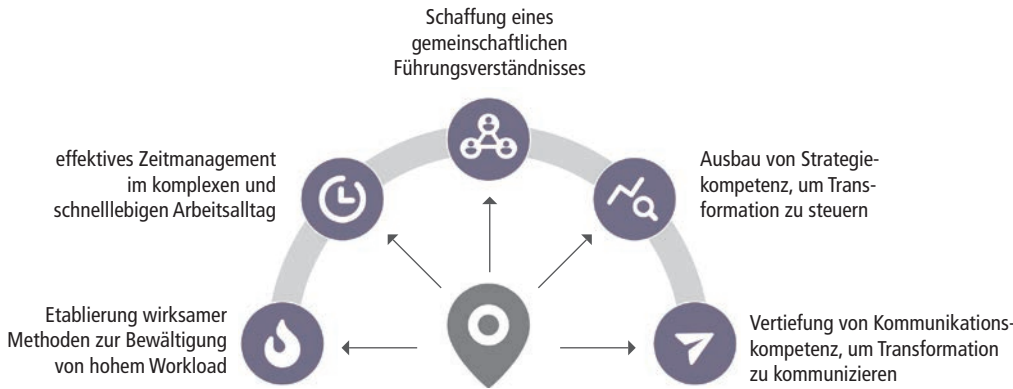 Schaffung eines
gemeinschaftlichen
Führungsverständnisses
effektives Zeitmanagement
im komplexen und
schnelllebigen Arbeitsalltag
Ausbau von Strategie-
kompetenz, um Trans-
formation zu steuern
Etablierung wirksamer
Methoden zur Bewältigung
von hohem Workload
Vertiefung von Kommunikations-
kompetenz, um Transformation
zu kommunizieren